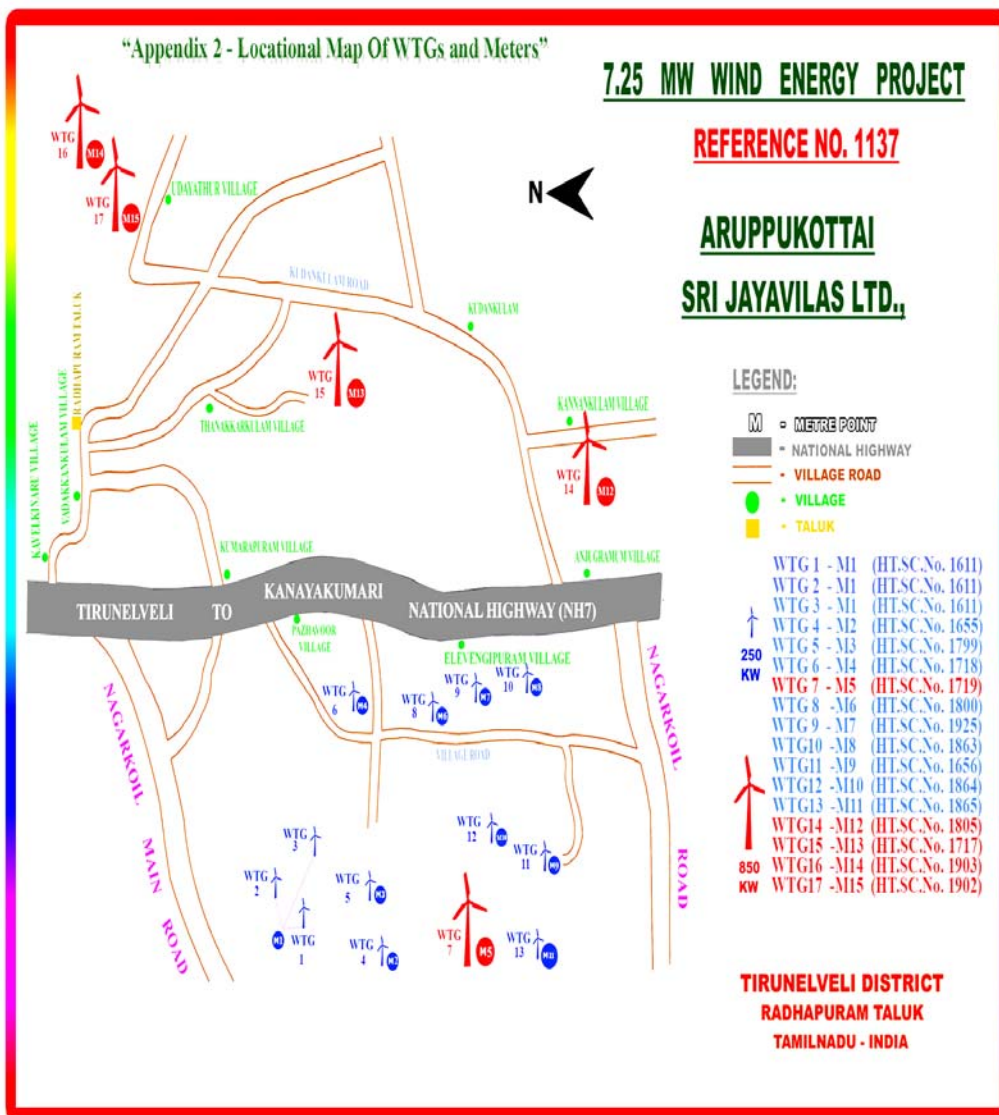 “Appendix 2 - Locational Map Of WTGs and Meters”
7.25 MW WIND ENERGY PROJECT
REFERENCE NO. 1137
ARUPPUKOTTAI
SRI JAYAVILAS LTD.,
N
WTG
16
M14
WTG
17
M15
UDAYATHUR VILLAGE
KUDANKULAM ROAD
KUDANKULAM
RADHAPURAM TALUK
WTG
15
M13
THANAKKARKULAM VILLAGE
KANNANKULAM VILLAGE
WTG
14
M12
KAVELKINARU VILLAGE
VADAKKANKULAM VILLAGE
KUMARAPURAM VILLAGE
ANJUGRAMUM VILLAGE
TIRUNELVELI TO KANAYAKUMARI NATIONAL HIGHWAY (NH7)
PAZHAVOOR
VILLAGE
ELEVENGIPURAM VILLAGE
WTG
6
M4
WTG
8
WTG
9
M7
WTG
10
VILLAGE ROAD
NAGARKOIL MAIN ROAD
NAGARKOIL ROAD
WTG
3
WTG
2
WTG
1
M1
WTG
5
M3
WTG
4
M2
WTG
12
M10
WTG
11
M9
WTG
7
M5
WTG
13
M11
LEGEND:
M - METRE POINT
- NATIONAL HIGHWAY
- VILLAGE ROAD
- VILLAGE
- TALUK
250
KW
850
KW
WTG 1 - M1 (HT.SC.No. 1611)
WTG 2 - M1 (HT.SC.No. 1611)
WTG 3 - M1 (HT.SC.No. 1611)
WTG 4 - M2 (HT.SC.No. 1655)
WTG 5 - M3 (HT.SC.No. 1799)
WTG 6 - M4 (HT.SC.No. 1718)
WTG 7 - M5 (HT.SC.No. 1719)
WTG 8 - M6 (HT.SC.No. 1800)
WTG 9 - M7 (HT.SC.No. 1925)
WTG10 - M8 (HT.SC.No. 1863)
WTG11 - M9 (HT.SC.No. 1656)
WTG12 - M10 (HT.SC.No. 1864)
WTG13 - M11 (HT.SC.No. 1865)
WTG14 -M12 (HT.SC.No. 1805)
WTG15 -M13 (HT.SC.No. 1717)
WTG16 -M14 (HT.SC.No. 1903)
WTG17 -M15 (HT.SC.No. 1902)
TIRUNELVELI DISTRICT
RADHAPURAM TALUK
TAMILNADU - INDIA